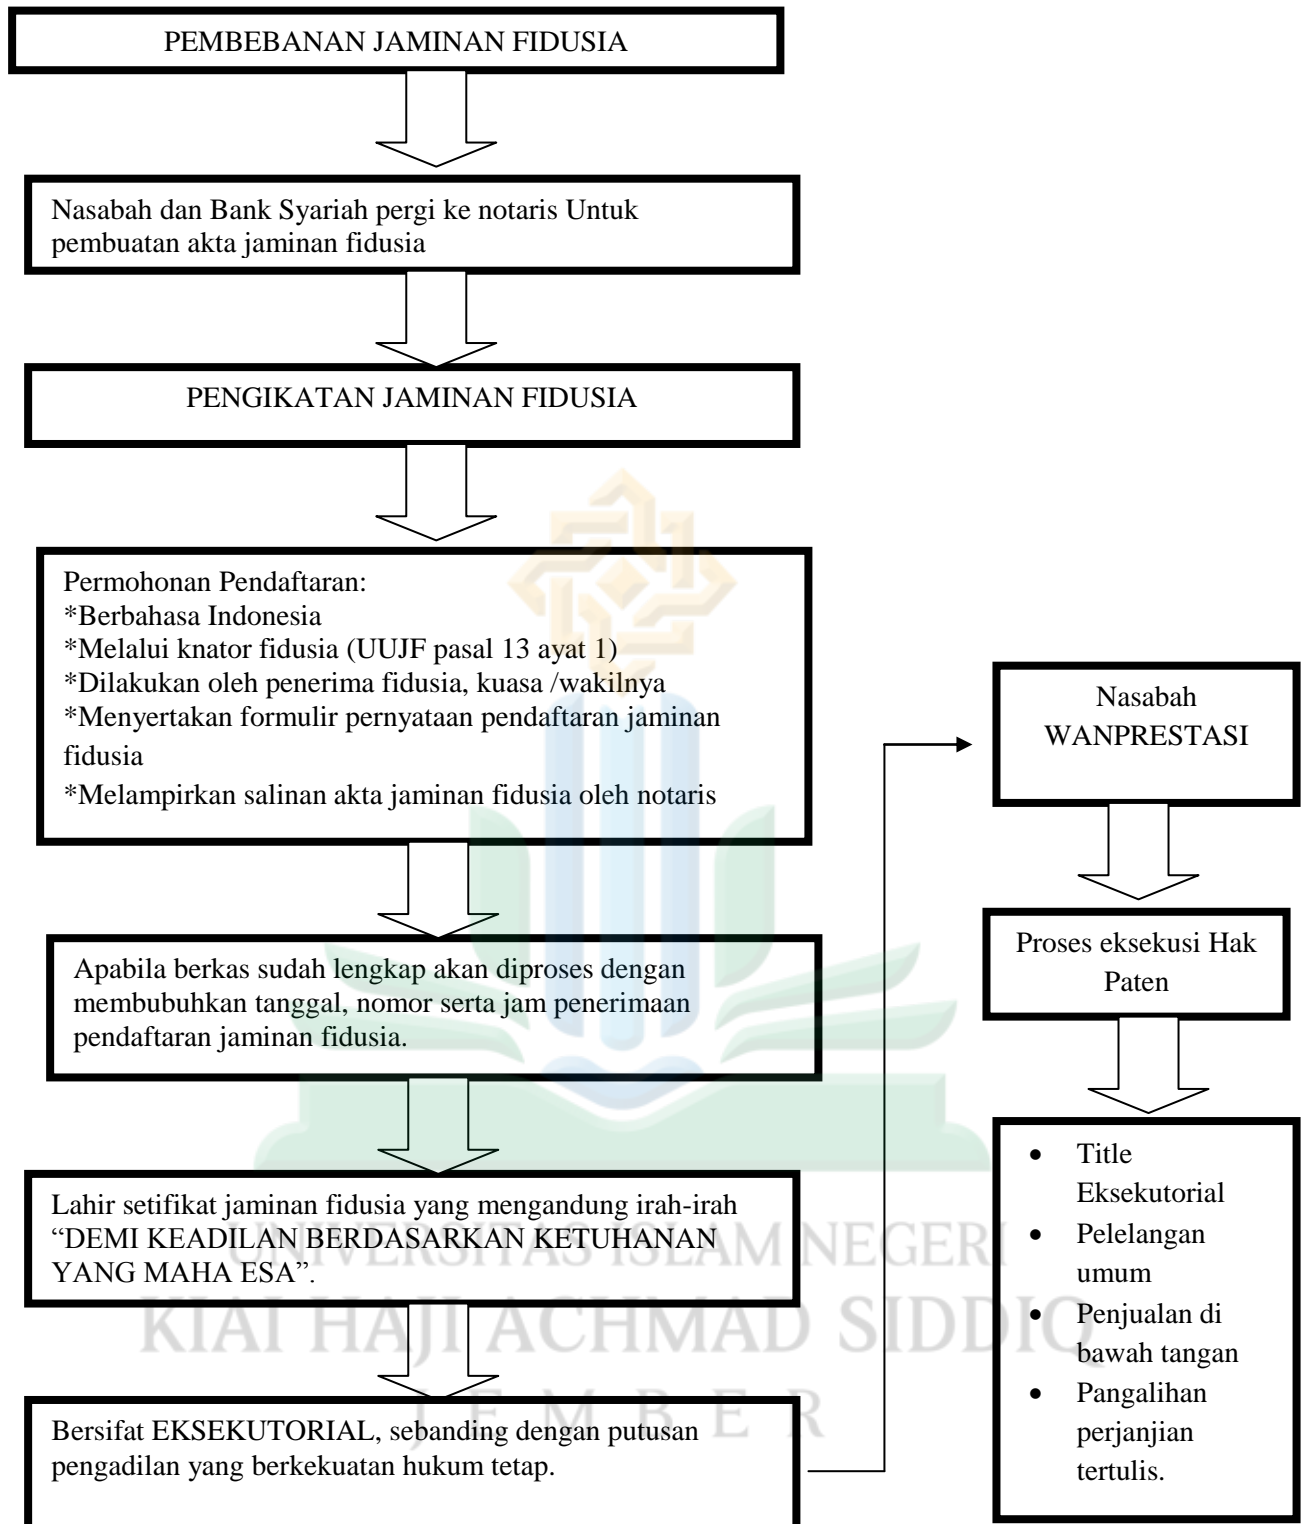 PEMBEBANAN JAMINAN FIDUSIA
Nasabah dan Bank Syariah pergi ke notaris Untuk
pembuatan akta jaminan fidusia
PENGIKATAN JAMINAN FIDUSIA
Permohonan Pendaftaran:
*Berbahasa Indonesia
*Melalui knator fidusia (UUJF pasal 13 ayat 1)
*Dilakukan oleh penerima fidusia, kuasa /wakilnya
*Menyertakan formulir pernyataan pendaftaran jaminan
fidusia
*Melampirkan salinan akta jaminan fidusia oleh notaris
Apabila berkas sudah lengkap akan diproses dengan
membubuhkan tanggal, nomor serta jam penerimaan
pendaftaran jaminan fidusia.
Lahir setifikat jaminan fidusia yang mengandung irah-irah
“DEMI KEADILAN BERDASARKAN KETUHANAN
YANG MAHA ESA”.
Bersifat EKSEKUTORIAL, sebanding dengan putusan
pengadilan yang berkekuatan hukum tetap.
Nasabah
WANPRESTASI
Proses eksekusi Hak
Paten
• Title
Eksekutorial
• Pelelangan
umum
• Penjualan di
bawah tangan
• Pangalihan
perjanjian
tertulis.
UNIVERSITAS ISLAM NEGERI
KIAI HAJI ACHMAD SIDDIQ
JEMBER